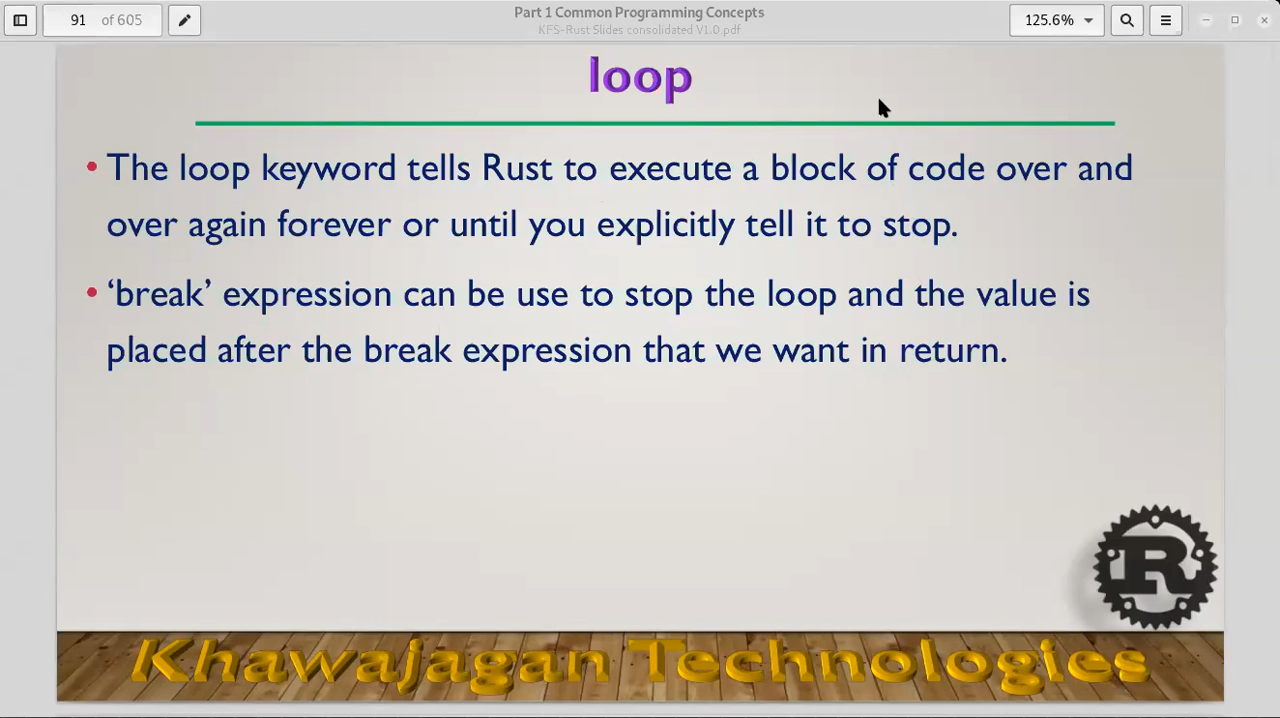 91 of 605
Part 1 Common Programming Concepts
KFS-Rust Slides consolidated V1.0.pdf
125.6%
loop
• The loop keyword tells Rust to execute a block of code over and
over again forever or until you explicitly tell it to stop.
• ‘break’ expression can be use to stop the loop and the value is
placed after the break expression that we want in return.
R
Khawajagan Technologies